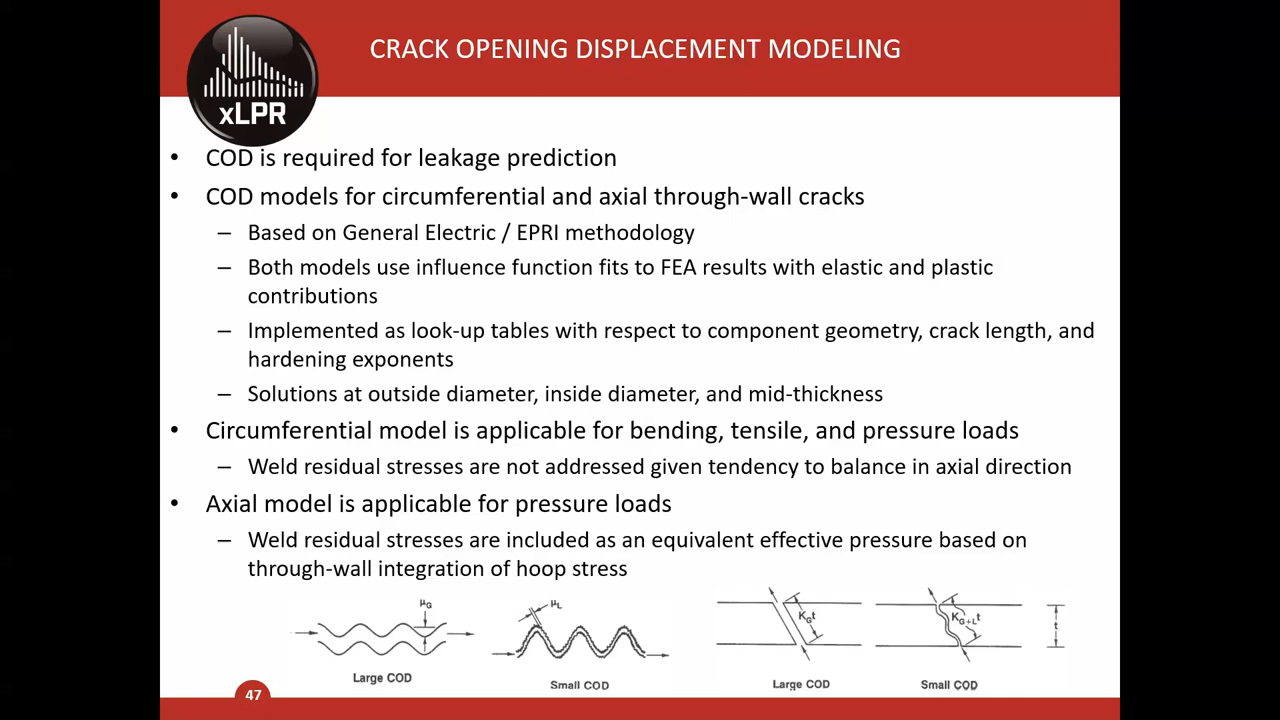 CRACK OPENING DISPLACEMENT MODELING
xLPR
• COD is required for leakage prediction
• COD models for circumferential and axial through-wall cracks
– Based on General Electric / EPRI methodology
– Both models use influence function fits to FEA results with elastic and plastic
contributions
– Implemented as look-up tables with respect to component geometry, crack length, and
hardening exponents
– Solutions at outside diameter, inside diameter, and mid-thickness
• Circumferential model is applicable for bending, tensile, and pressure loads
– Weld residual stresses are not addressed given tendency to balance in axial direction
• Axial model is applicable for pressure loads
– Weld residual stresses are included as an equivalent effective pressure based on
through-wall integration of hoop stress
μG
μL
KGt
KG+Lt
t
Large COD
Small COD
Large COD
Small COD
47